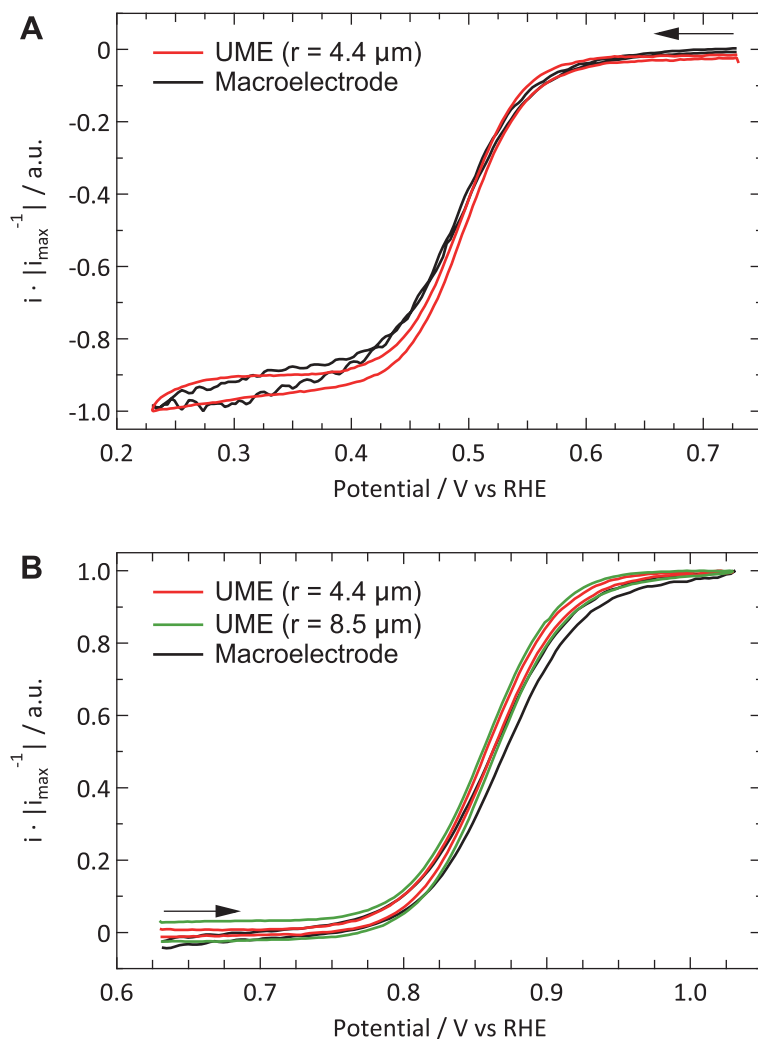 A
UME (r = 4.4 µm)
Macroelectrode
0
-0.2
-0.4
-0.6
-0.8
-1.0
i · |i_max^-1| / a.u.
0.2 0.3 0.4 0.5 0.6 0.7
Potential / V vs RHE
B
UME (r = 4.4 µm)
UME (r = 8.5 µm)
Macroelectrode
1.0
0.8
0.6
0.4
0.2
0
i · |i_max^-1| / a.u.
0.6 0.7 0.8 0.9 1.0
Potential / V vs RHE